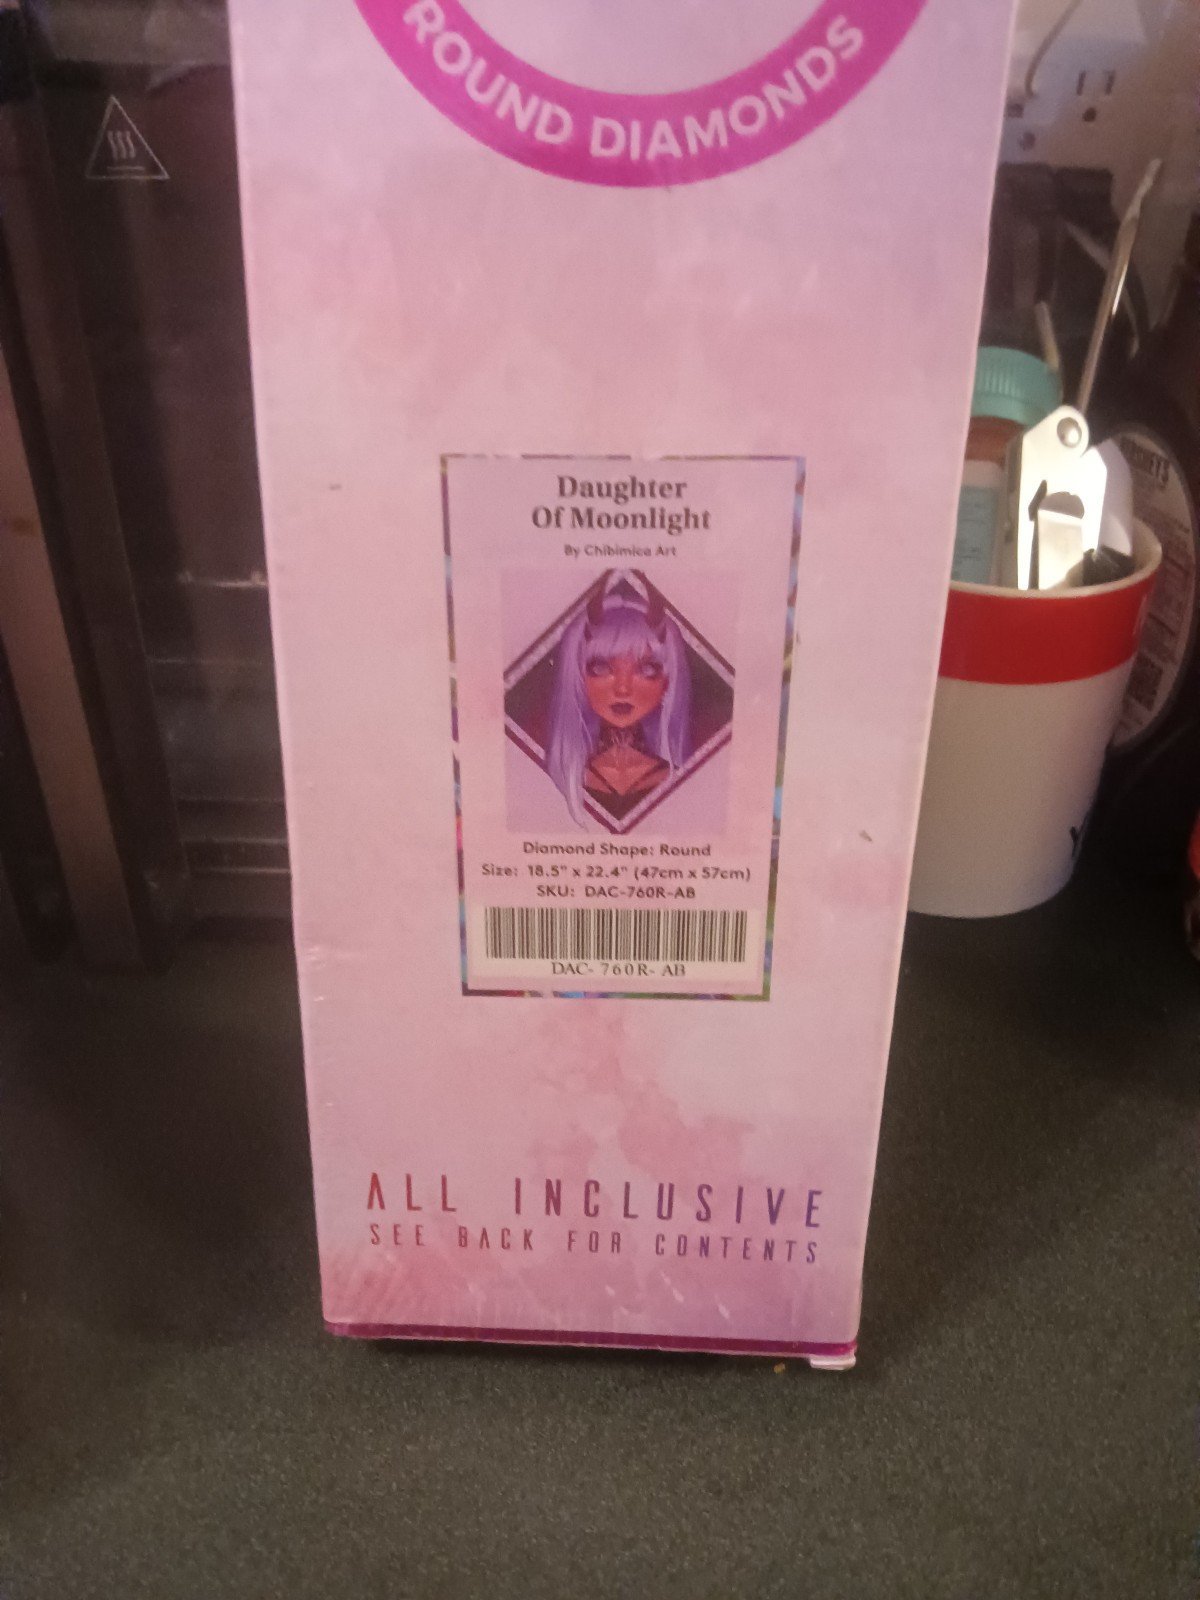 ROUND DIAMONDS
Daughter
Of Moonlight
By Chibimica Art
Diamond Shape: Round
Size: 18.5" x 22.4" (47cm x 57cm)
SKU: DAC-760R-AB
DAC- 760R- AB
ALL INCLUSIVE
SEE BACK FOR CONTENTS